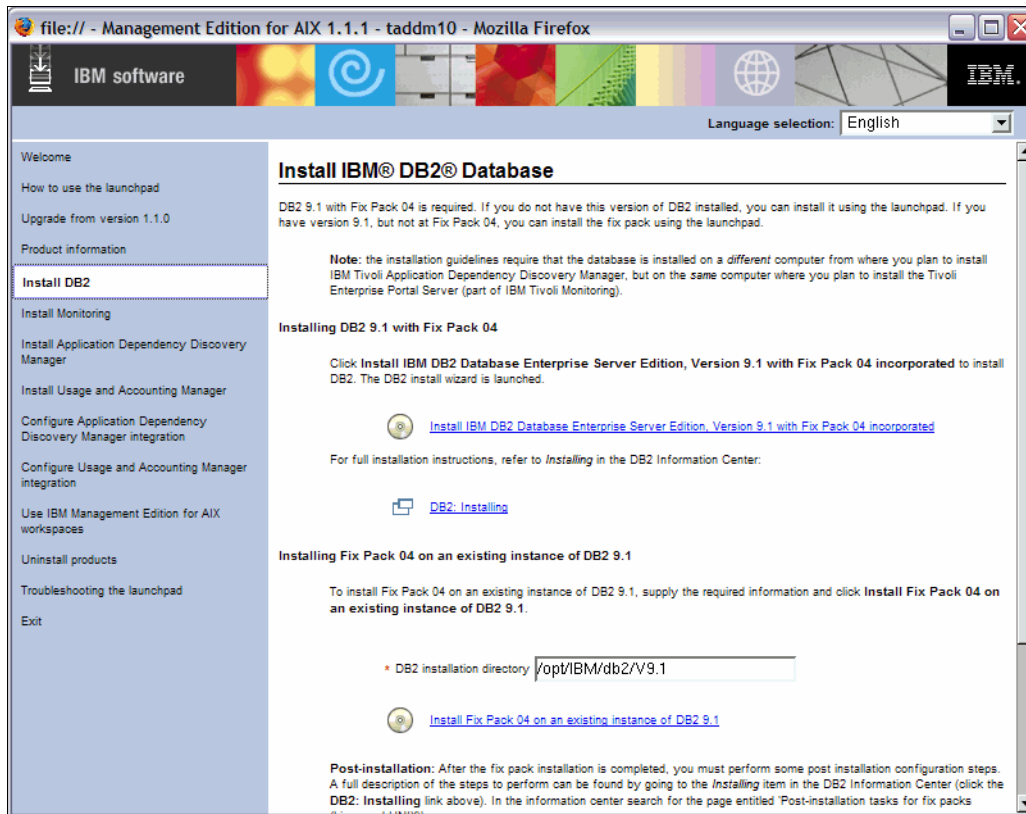 file:// - Management Edition for AIX 1.1.1 - taddm10 - Mozilla Firefox
IBM software
IBM.
Language selection: English
Welcome
How to use the launchpad
Upgrade from version 1.1.0
Product information
Install DB2
Install Monitoring
Install Application Dependency Discovery
Manager
Install Usage and Accounting Manager
Configure Application Dependency
Discovery Manager integration
Configure Usage and Accounting Manager
integration
Use IBM Management Edition for AIX
workspaces
Uninstall products
Troubleshooting the launchpad
Exit
Install IBM® DB2® Database
DB2 9.1 with Fix Pack 04 is required. If you do not have this version of DB2 installed, you can install it using the launchpad. If you
have version 9.1, but not at Fix Pack 04, you can install the fix pack using the launchpad.
Note: the installation guidelines require that the database is installed on a different computer from where you plan to install
IBM Tivoli Application Dependency Discovery Manager, but on the same computer where you plan to install the Tivoli
Enterprise Portal Server (part of IBM Tivoli Monitoring).
Installing DB2 9.1 with Fix Pack 04
Click Install IBM DB2 Database Enterprise Server Edition, Version 9.1 with Fix Pack 04 incorporated to install
DB2. The DB2 install wizard is launched.
Install IBM DB2 Database Enterprise Server Edition, Version 9.1 with Fix Pack 04 incorporated
For full installation instructions, refer to Installing in the DB2 Information Center:
DB2: Installing
Installing Fix Pack 04 on an existing instance of DB2 9.1
To install Fix Pack 04 on an existing instance of DB2 9.1, supply the required information and click Install Fix Pack 04 on
an existing instance of DB2 9.1.
* DB2 installation directory /opt/IBM/db2/V9.1
Install Fix Pack 04 on an existing instance of DB2 9.1
Post-installation: After the fix pack installation is completed, you must perform some post installation configuration steps.
A full description of the steps to perform can be found by going to the Installing item in the DB2 Information Center (click the
DB2: Installing link above). In the information center search for the page entitled 'Post-installation tasks for fix packs